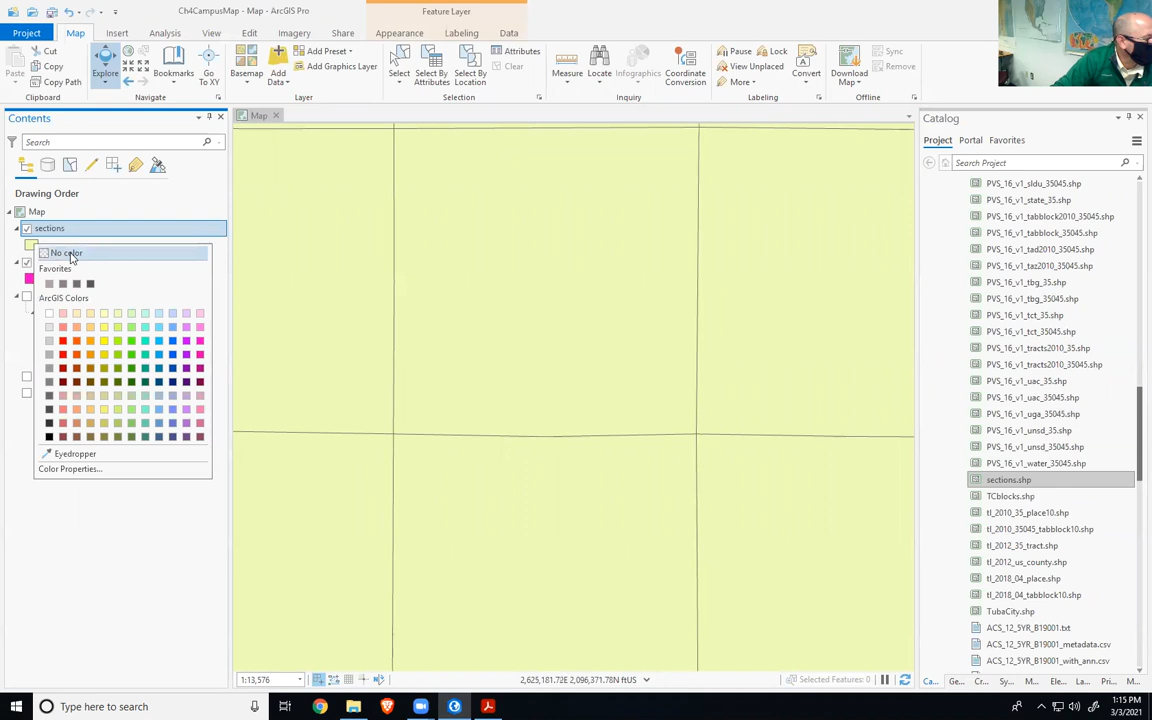 Ch4CampusMap - Map - ArcGIS Pro
Feature Layer
Project Map Insert Analysis View Edit Imagery Share Appearance Labeling Data
Cut
Copy
Copy Path
Paste
Clipboard
Explore
Bookmarks
Go To XY
Navigate
Basemap
Add Data
Add Preset
Add Graphics Layer
Layer
Select
Select By Attributes
Select By Location
Attributes
Clear
Selection
Measure
Locate
Infographics
Coordinate Conversion
Inquiry
Pause
Lock
View Unplaced
More
Convert
Labeling
Download Map
Sync
Remove
Offline
Contents
Search
Drawing Order
Map
sections
No color
Favorites
ArcGIS Colors
Eyedropper
Color Properties...
Map
1:13,576
2,625,181.72E 2,096,371.78N ftUS
Selected Features: 0
Catalog
Project Portal Favorites
Search Project
PVS_16_v1_sldu_35045.shp
PVS_16_v1_state_35.shp
PVS_16_v1_tabblock2010_35045.shp
PVS_16_v1_tabblock_35045.shp
PVS_16_v1_tad2010_35045.shp
PVS_16_v1_taz2010_35045.shp
PVS_16_v1_tbg_35045.shp
PVS_16_v1_tbg_35045.shp
PVS_16_v1_tct_35.shp
PVS_16_v1_tct_35045.shp
PVS_16_v1_tracts2010_35.shp
PVS_16_v1_tracts2010_35045.shp
PVS_16_v1_uac_35.shp
PVS_16_v1_uac_35045.shp
PVS_16_v1_uga_35045.shp
PVS_16_v1_unsd_35.shp
PVS_16_v1_unsd_35045.shp
PVS_16_v1_water_35045.shp
sections.shp
TCblocks.shp
tl_2010_35_place10.shp
tl_2010_35045_tabblock10.shp
tl_2012_35_tract.shp
tl_2012_us_county.shp
tl_2018_04_place.shp
tl_2018_04_tabblock10.shp
TubaCity.shp
ACS_12_5YR_B19001.txt
ACS_12_5YR_B19001_metadata.csv
ACS_12_5YR_B19001_with_ann.csv
Ca... Ge... Cr... Sy... M... Ele... La... Pri... M...
Type here to search
1:15 PM
3/3/2021